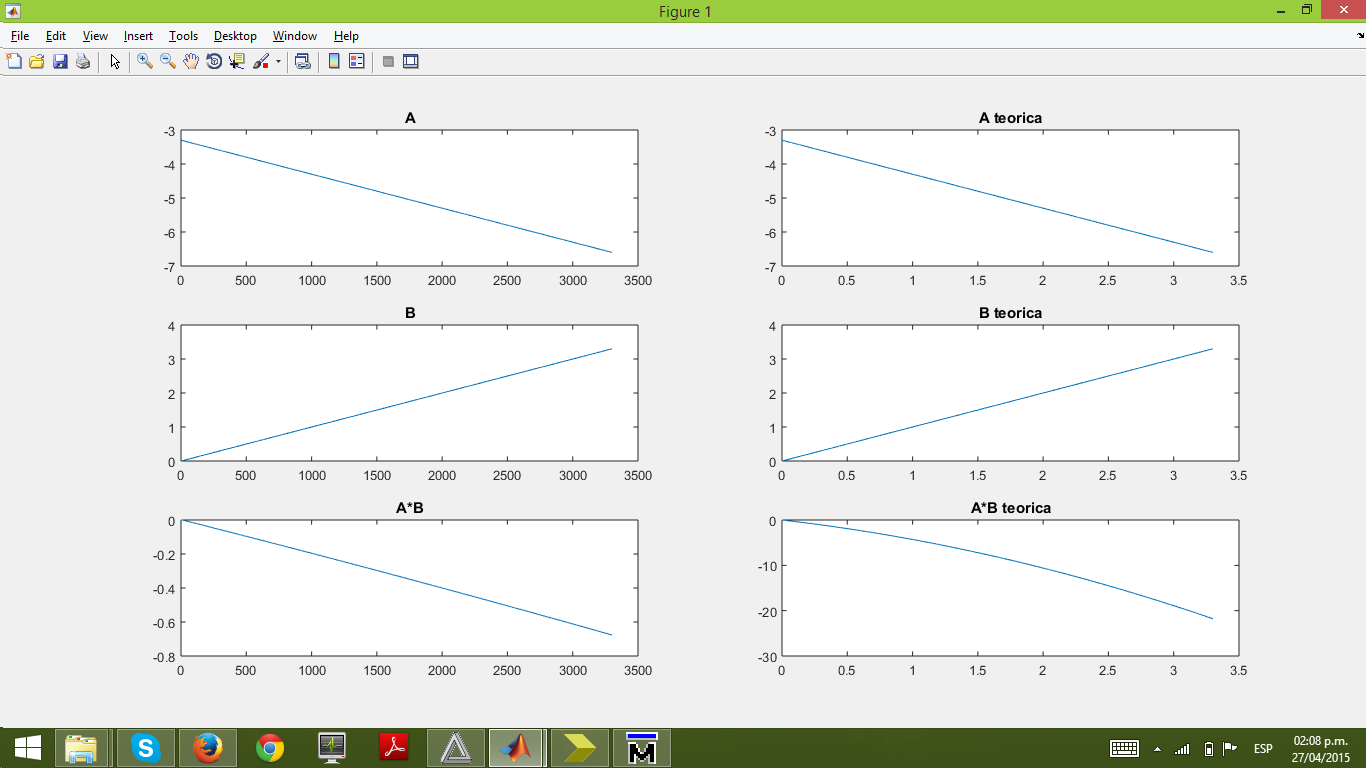 Figure 1
File Edit View Insert Tools Desktop Window Help
A
-3
-4
-5
-6
-7
0 500 1000 1500 2000 2500 3000 3500
A teorica
-3
-4
-5
-6
-7
0 0.5 1 1.5 2 2.5 3 3.5
B
4
3
2
1
0
0 500 1000 1500 2000 2500 3000 3500
B teorica
4
3
2
1
0
0 0.5 1 1.5 2 2.5 3 3.5
A*B
0
-0.2
-0.4
-0.6
-0.8
0 500 1000 1500 2000 2500 3000 3500
A*B teorica
0
-10
-20
-30
0 0.5 1 1.5 2 2.5 3 3.5
M
ESP
02:08 p.m.
27/04/2015